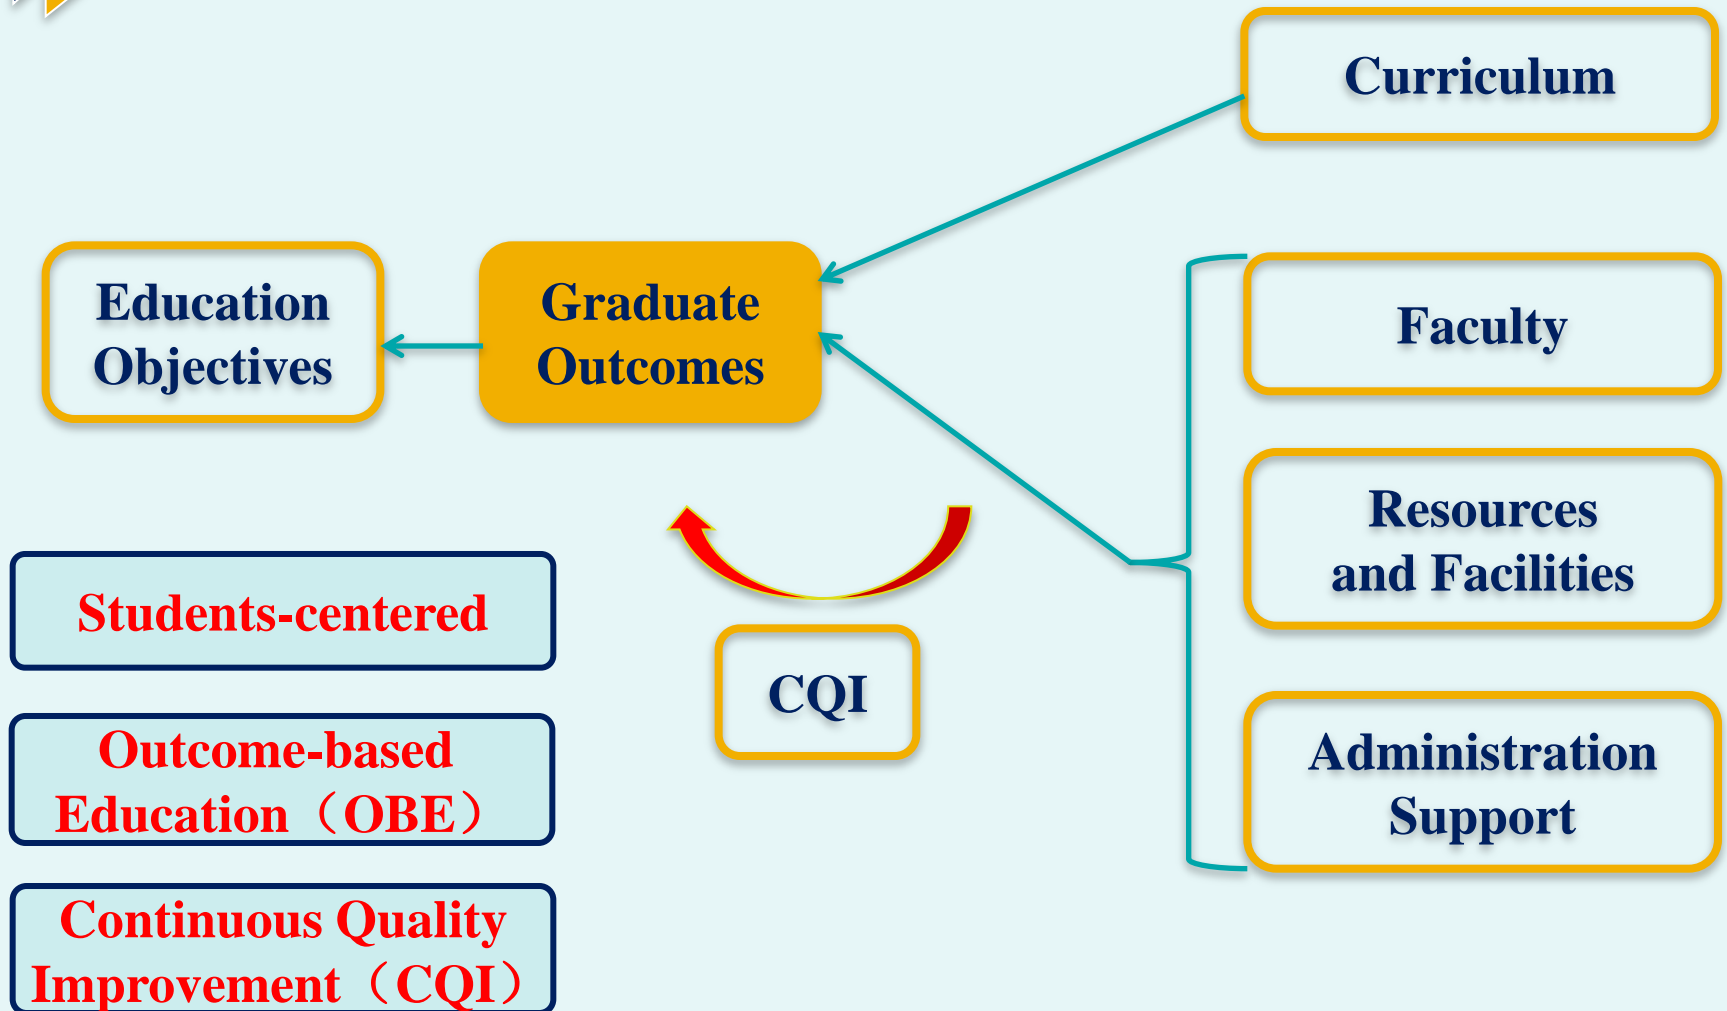 Curriculum
Education
Objectives
Graduate
Outcomes
Faculty
Resources
and Facilities
Administration
Support
CQI
Students-centered
Outcome-based
Education（OBE）
Continuous Quality
Improvement（CQI）